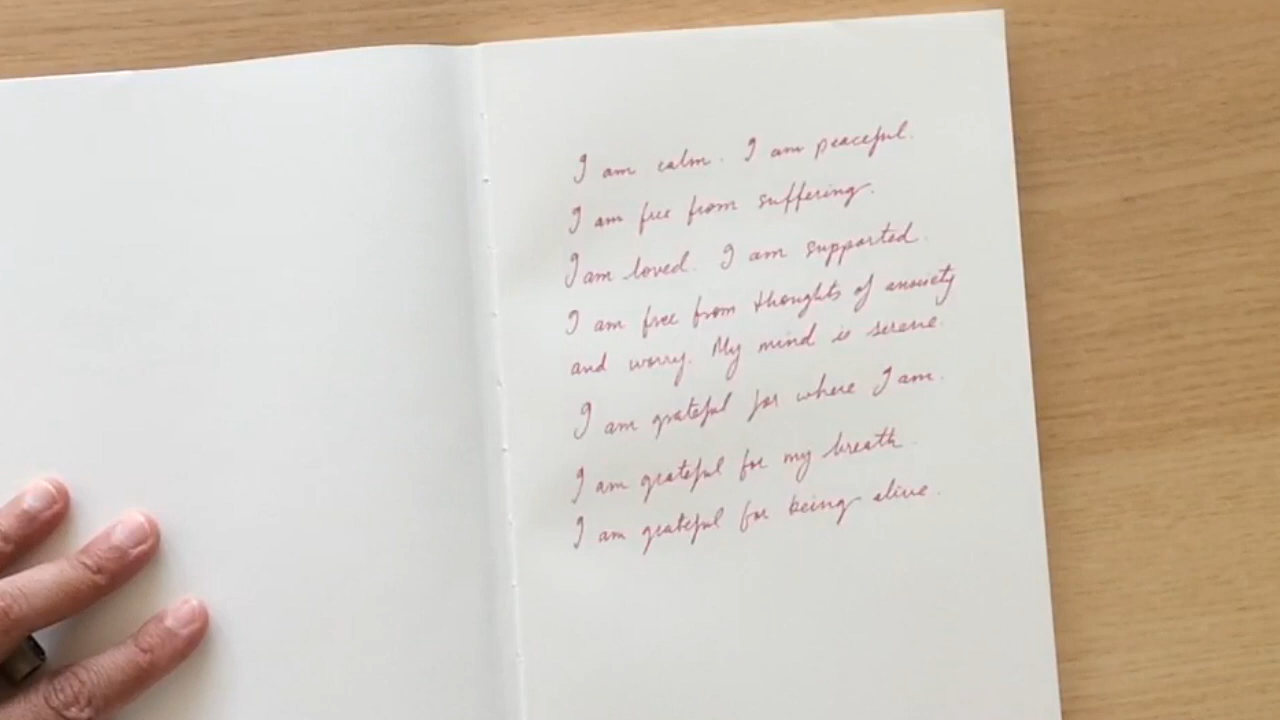 I am calm. I am peaceful.
I am free from suffering.
I am loved. I am supported.
I am free from thoughts of anxiety
and worry. My mind is serene.
I am grateful for where I am.
I am grateful for my breath.
I am grateful for being alive.